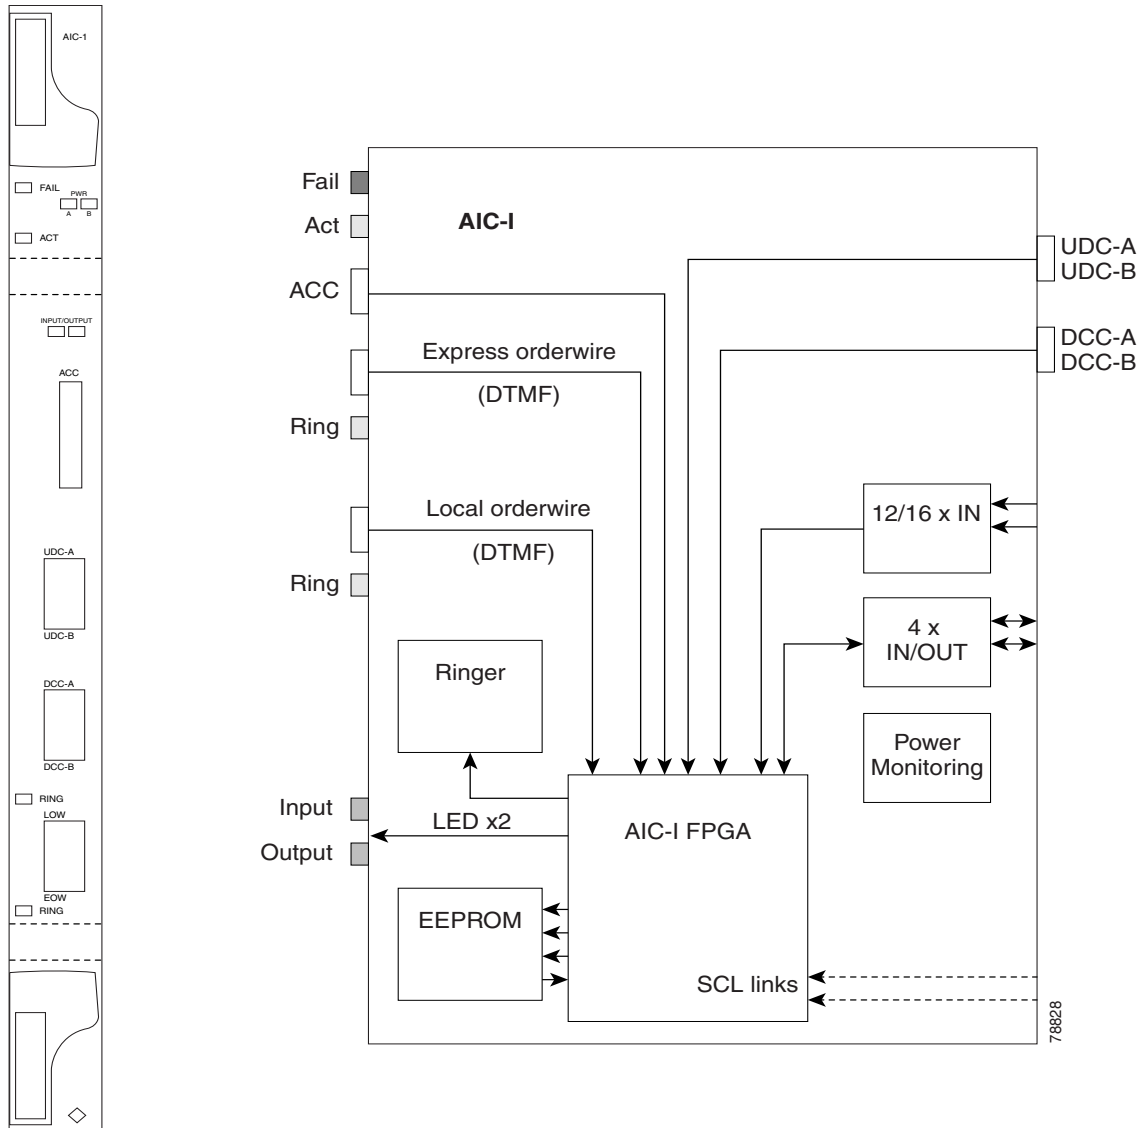 AIC-1
FAIL
PWR
A B
ACT
INPUT/OUTPUT
ACC
UDC-A
UDC-B
DCC-A
DCC-B
RING
LOW
EOW
RING
Fail
Act
AIC-I
ACC
Express orderwire
(DTMF)
Ring
Local orderwire
(DTMF)
Ring
Ringer
Input
LED x2
Output
EEPROM
AIC-I FPGA
SCL links
UDC-A
UDC-B
DCC-A
DCC-B
12/16 x IN
4 x
IN/OUT
Power
Monitoring
78828